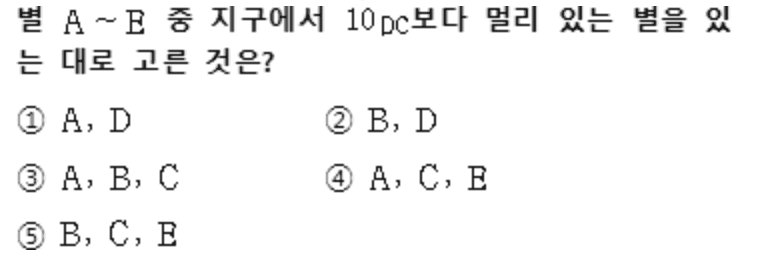 별 A ~ E 중 지구에서 10pc보다 멀리 있는 별을 있
는 대로 고른 것은?
① A, D ② B, D
③ A, B, C ④ A, C, E
⑤ B, C, E